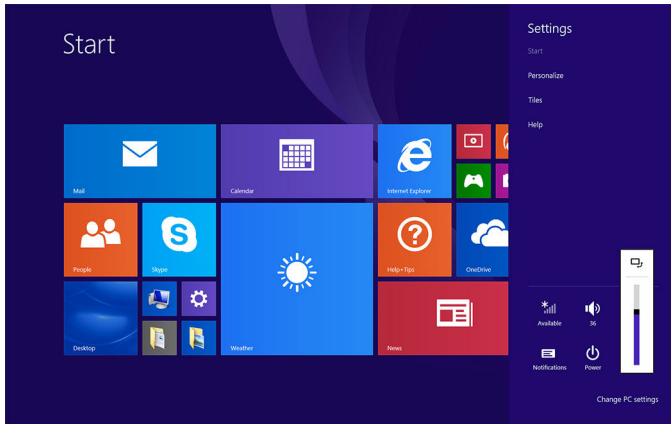 Start
Settings
Start
Personalize
Tiles
Help
Mail
Calendar
Internet Explorer
People
Skype
Weather
Help+Tips
OneDrive
Desktop
News
Available
36
Notifications
Power
Change PC settings